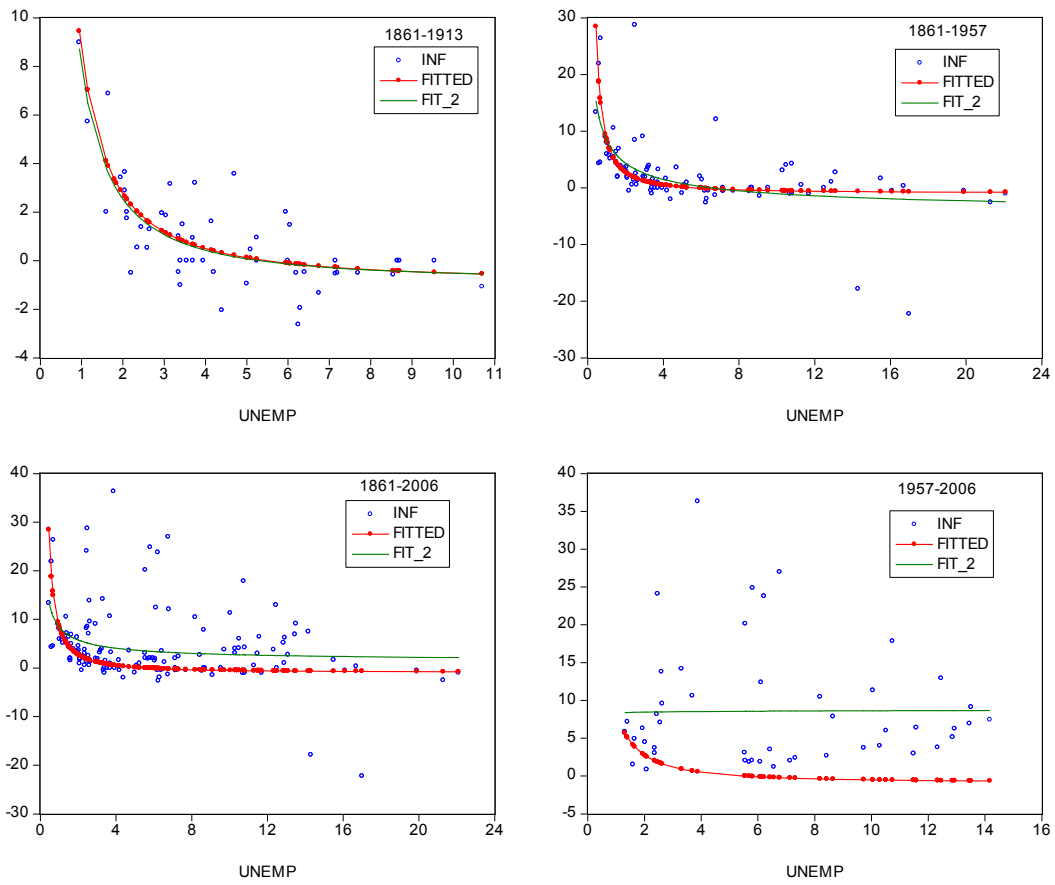 1861-1913
INF
FITTED
FIT_2
10
8
6
4
2
0
-2
-4
0 1 2 3 4 5 6 7 8 9 10 11
UNEMP
1861-1957
INF
FITTED
FIT_2
30
20
10
0
-10
-20
-30
0 4 8 12 16 20 24
UNEMP
1861-2006
INF
FITTED
FIT_2
40
30
20
10
0
-10
-20
-30
0 4 8 12 16 20 24
UNEMP
1957-2006
INF
FITTED
FIT_2
40
35
30
25
20
15
10
5
0
-5
0 2 4 6 8 10 12 14 16
UNEMP